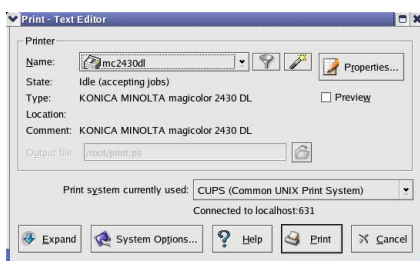 Print - Text Editor
Printer
Name: mc2430dl
Properties...
State: Idle (accepting jobs)
Type: KONICA MINOLTA magicolor 2430 DL
Preview
Location:
Comment: KONICA MINOLTA magicolor 2430 DL
Output file: /root/print.ps
Print system currently used: CUPS (Common UNIX Print System)
Connected to localhost:631
Expand System Options... Help Print Cancel